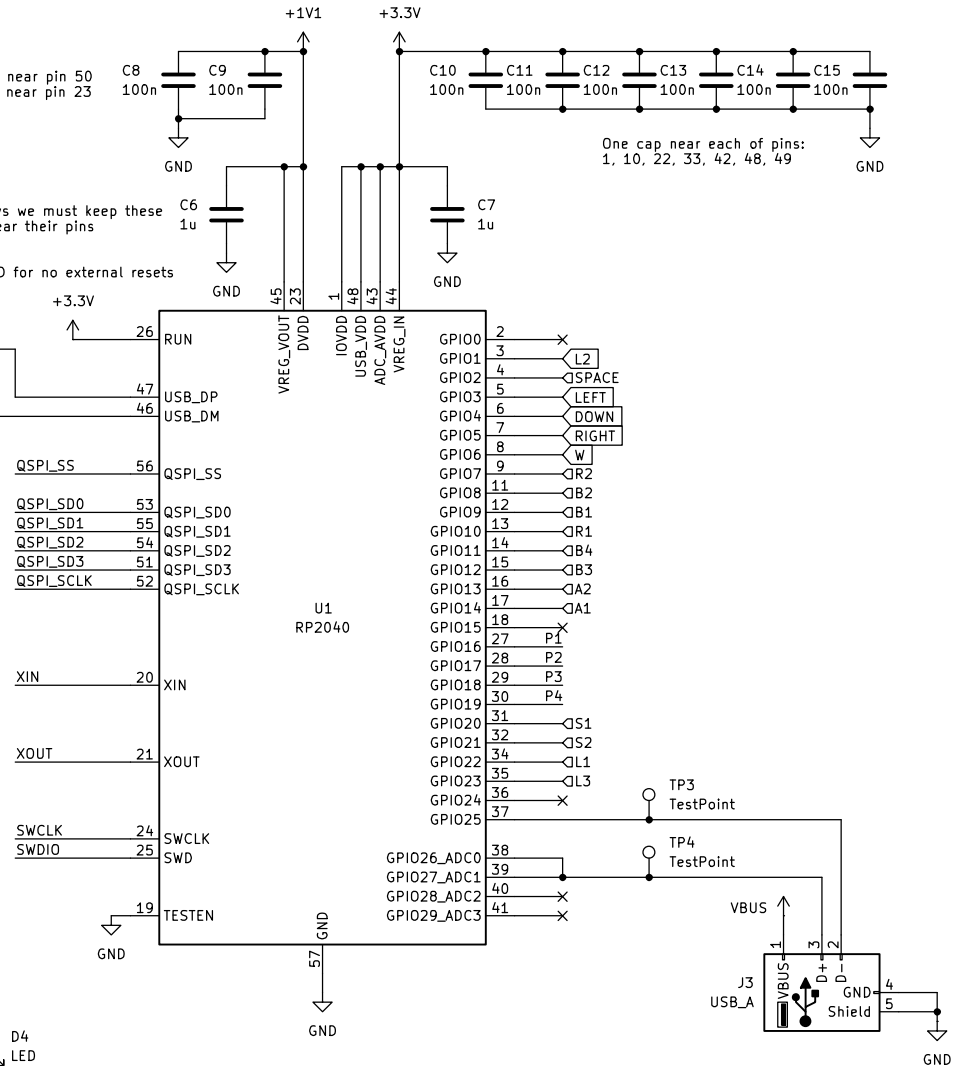 +1V1
+3.3V
near pin 50
near pin 23
C8
100n
C9
100n
C10
100n
C11
100n
C12
100n
C13
100n
C14
100n
C15
100n
GND
GND
One cap near each of pins:
1, 10, 22, 33, 42, 48, 49
we must keep these
their pins
C6
1u
C7
1u
GND
GND
for no external resets
+3.3V
45
23
1
48
43
44
VREG_VOUT
DVDD
IOVDD
USB_VDD
ADC_AVDD
VREG_IN
26 RUN
47 USB_DP
46 USB_DM
QSPI_SS 56 QSPI_SS
QSPI_SD0 53 QSPI_SD0
QSPI_SD1 55 QSPI_SD1
QSPI_SD2 54 QSPI_SD2
QSPI_SD3 51 QSPI_SD3
QSPI_SCLK 52 QSPI_SCLK
U1
RP2040
XIN 20 XIN
XOUT 21 XOUT
SWCLK 24 SWCLK
SWDIO 25 SWD
19 TESTEN
GND
GND
57
GND
GPIO0 2
GPIO1 3 L2
GPIO2 4 SPACE
GPIO3 5 LEFT
GPIO4 6 DOWN
GPIO5 7 RIGHT
GPIO6 8 W
GPIO7 9 R2
GPIO8 11 B2
GPIO9 12 B1
GPIO10 13 R1
GPIO11 14 B4
GPIO12 15 B3
GPIO13 16 A2
GPIO14 17 A1
GPIO15 18
GPIO16 27 P1
GPIO17 28 P2
GPIO18 29 P3
GPIO19 30 P4
GPIO20 31 S1
GPIO21 32 S2
GPIO22 34 L1
GPIO23 35 L3
GPIO24 36
GPIO25 37
GPIO26_ADC0 38
GPIO27_ADC1 39
GPIO28_ADC2 40
GPIO29_ADC3 41
TP3
TestPoint
TP4
TestPoint
VBUS
1
3
2
J3
USB_A
VBUS
D+
D-
GND 4
Shield 5
GND
D4
LED